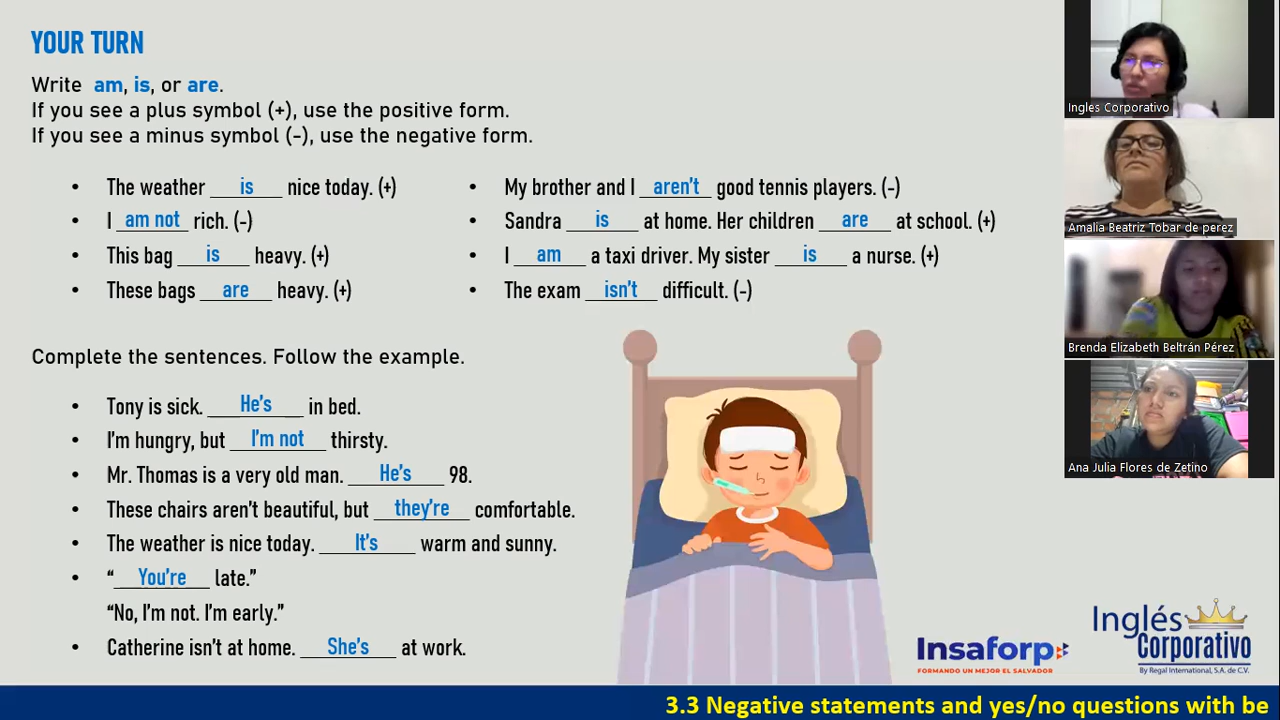 YOUR TURN
Write am, is, or are.
If you see a plus symbol (+), use the positive form.
If you see a minus symbol (-), use the negative form.
• The weather is nice today. (+)
• I am not rich. (-)
• This bag is heavy. (+)
• These bags are heavy. (+)
• My brother and I aren't good tennis players. (-)
• Sandra is at home. Her children are at school. (+)
• I am a taxi driver. My sister is a nurse. (+)
• The exam isn't difficult. (-)
Complete the sentences. Follow the example.
• Tony is sick. He's in bed.
• I'm hungry, but I'm not thirsty.
• Mr. Thomas is a very old man. He's 98.
• These chairs aren't beautiful, but they're comfortable.
• The weather is nice today. It's warm and sunny.
• “You're late.”
“No, I'm not. I'm early.”
• Catherine isn't at home. She's at work.
Ingles Corporativo
Amalia Beatriz Tobar de perez
Brenda Elizabeth Beltrán Pérez
Ana Julia Flores de Zetino
Insaforp
FORMANDO UN MEJOR EL SALVADOR
Inglés
Corporativo
By Regal International, S.A. de C.V.
3.3 Negative statements and yes/no questions with be